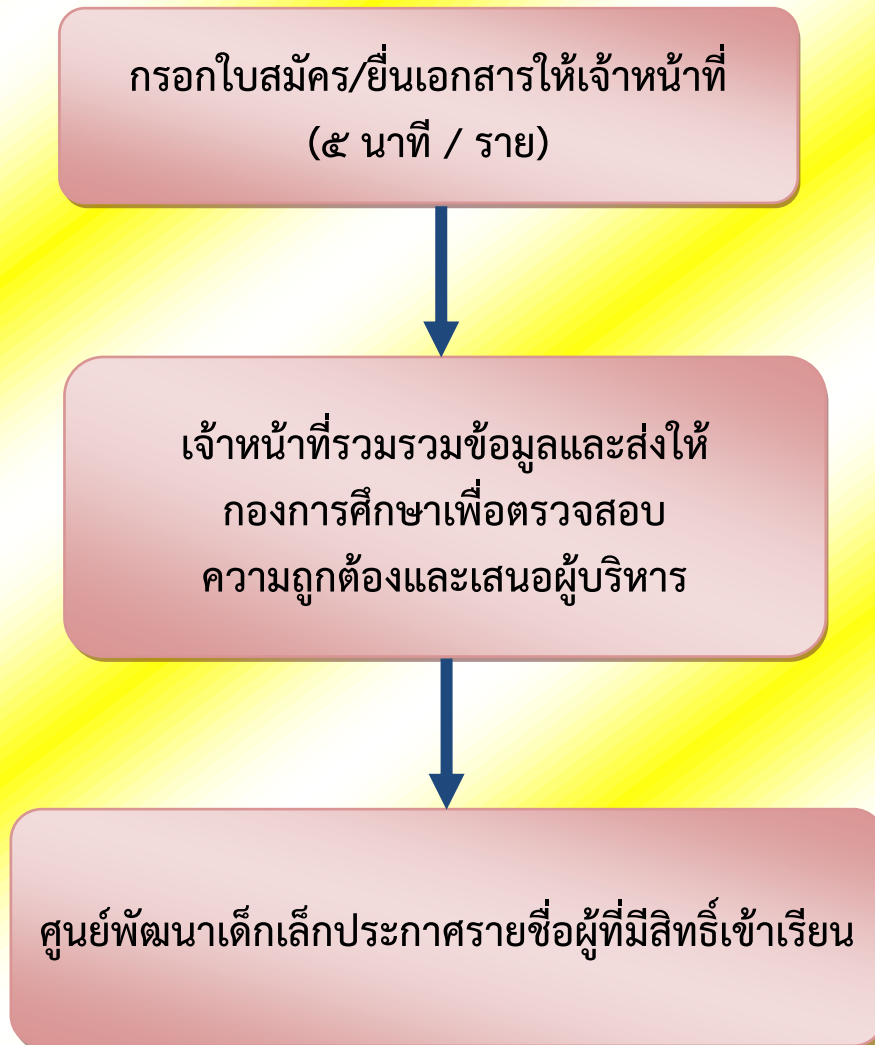 กรอกใบสมัคร/ยื่นเอกสารให้เจ้าหน้าที่
(๕ นาที / ราย)
เจ้าหน้าที่รวมรวมข้อมูลและส่งให้
กองการศึกษาเพื่อตรวจสอบ
ความถูกต้องและเสนอผู้บริหาร
ศูนย์พัฒนาเด็กเล็กประกาศรายชื่อผู้ที่มีสิทธิ์เข้าเรียน